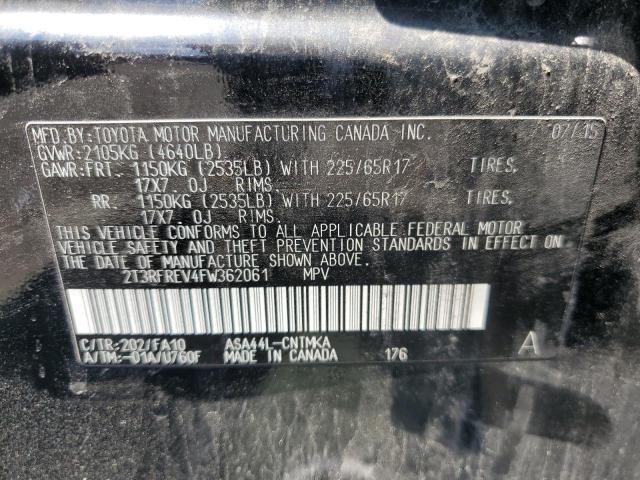 MFD.BY:TOYOTA MOTOR MANUFACTURING CANADA INC. 07/15
GVWR:2105KG (4640LB)
GAWR:FRT. 1150KG (2535LB) WITH 225/65R17 TIRES,
17X7.0J RIMS.
RR. 1150KG (2535LB) WITH 225/65R17 TIRES,
17X7.0J RIMS.
THIS VEHICLE CONFORMS TO ALL APPLICABLE FEDERAL MOTOR
VEHICLE SAFETY AND THEFT PREVENTION STANDARDS IN EFFECT ON
THE DATE OF MANUFACTURE SHOWN ABOVE.
2T3RFREV4FW362061 MPV
C/TR:202/FA10 ASA44L-CNTMKA
A/TM:-01A/U760F MADE IN CANADA 176 A